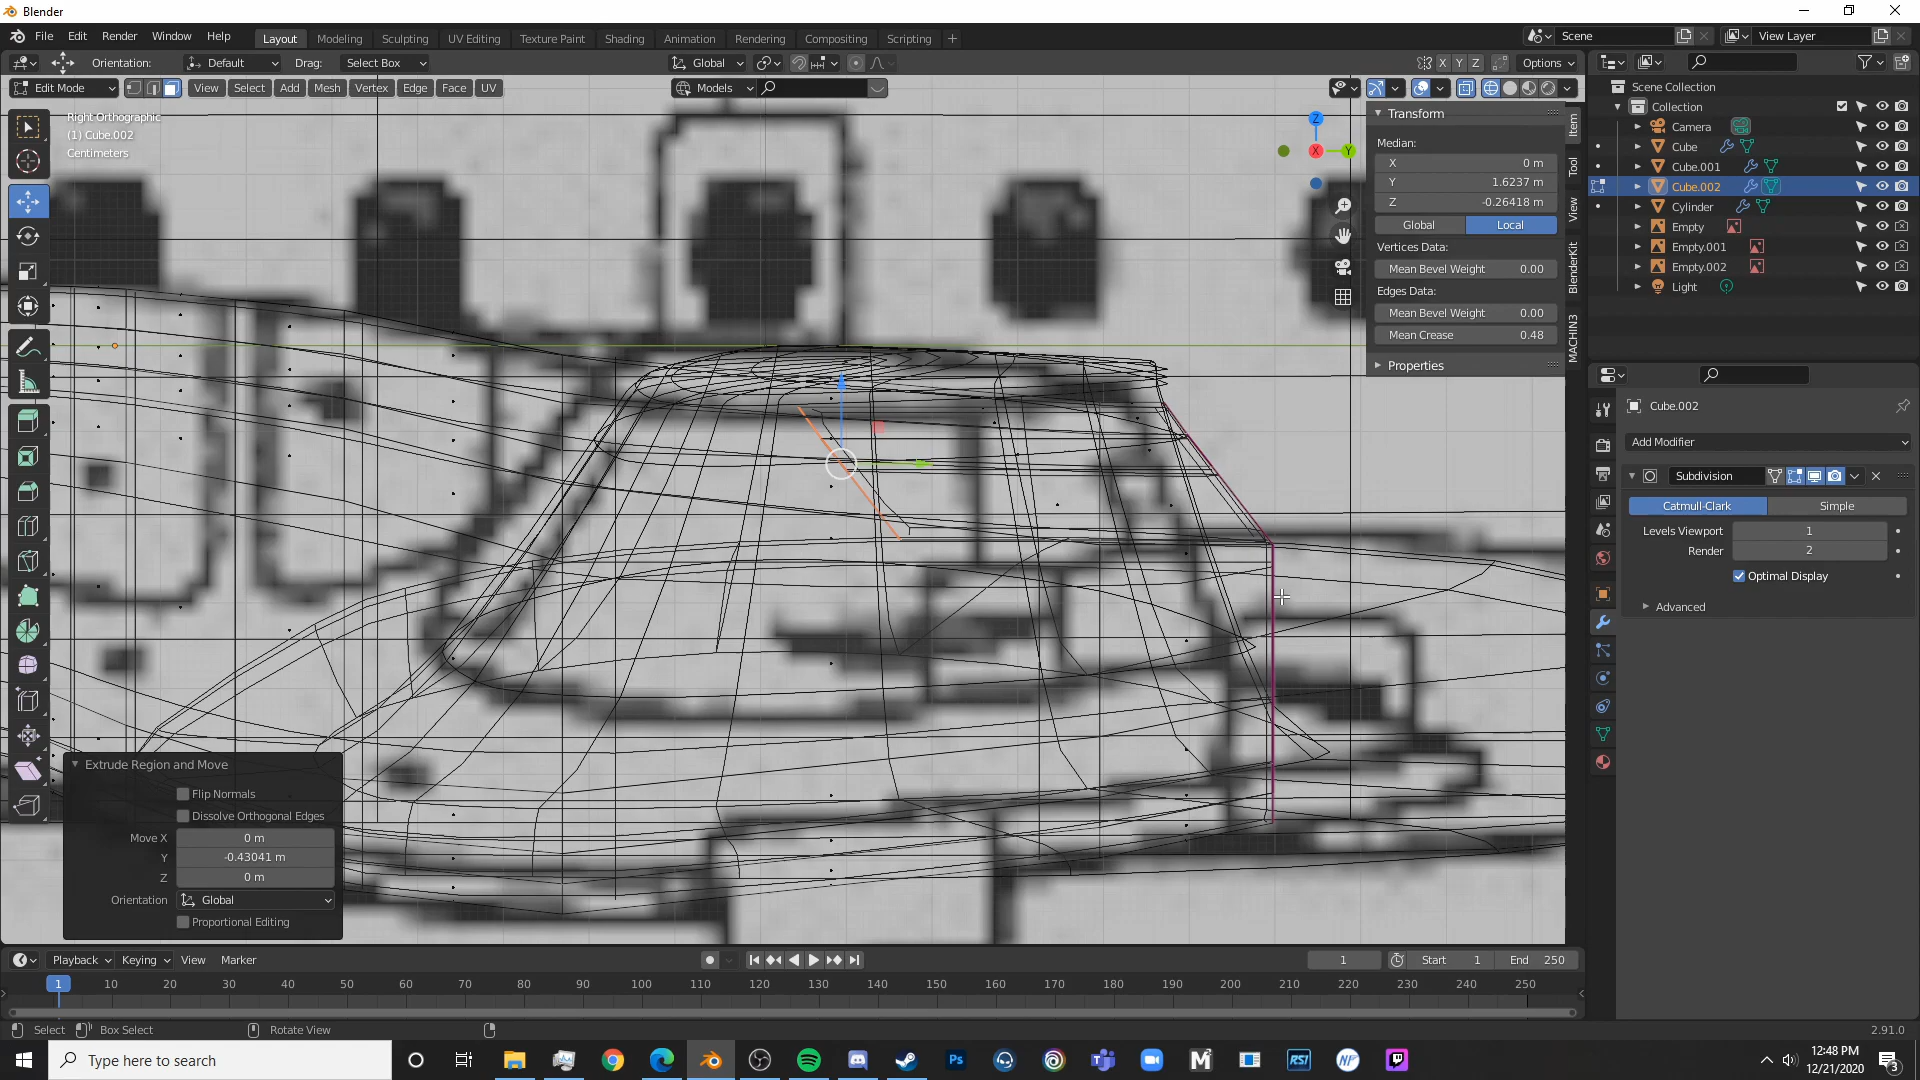 Blender
File Edit Render Window Help
Layout Modeling Sculpting UV Editing Texture Paint Shading Animation Rendering Compositing Scripting +
Scene
View Layer
Orientation: Default Drag: Select Box
Global
X Y Z Options
Edit Mode View Select Add Mesh Vertex Edge Face UV
Models
Right Orthographic
(1) Cube.002
Centimeters
Z
X
Y
Transform
Median:
X 0 m
Y 1.6237 m
Z -0.26418 m
Global Local
Vertices Data:
Mean Bevel Weight 0.00
Edges Data:
Mean Bevel Weight 0.00
Mean Crease 0.48
Properties
Item
Tool
View
BlenderKit
MACHIN3
Scene Collection
Collection
Camera
Cube
Cube.001
Cube.002
Cylinder
Empty
Empty.001
Empty.002
Light
Cube.002
Add Modifier
Subdivision
Catmull-Clark Simple
Levels Viewport 1
Render 2
Optimal Display
Advanced
Extrude Region and Move
Flip Normals
Dissolve Orthogonal Edges
Move X 0 m
Y -0.43041 m
Z 0 m
Orientation Global
Proportional Editing
Playback Keying View Marker
1 Start 1 End 250
1 10 20 30 40 50 60 70 80 90 100 110 120 130 140 150 160 170 180 190 200 210 220 230 240 250
Select Box Select Rotate View 2.91.0
Type here to search
Ps
RSI
NF
12:48 PM
12/21/2020
3